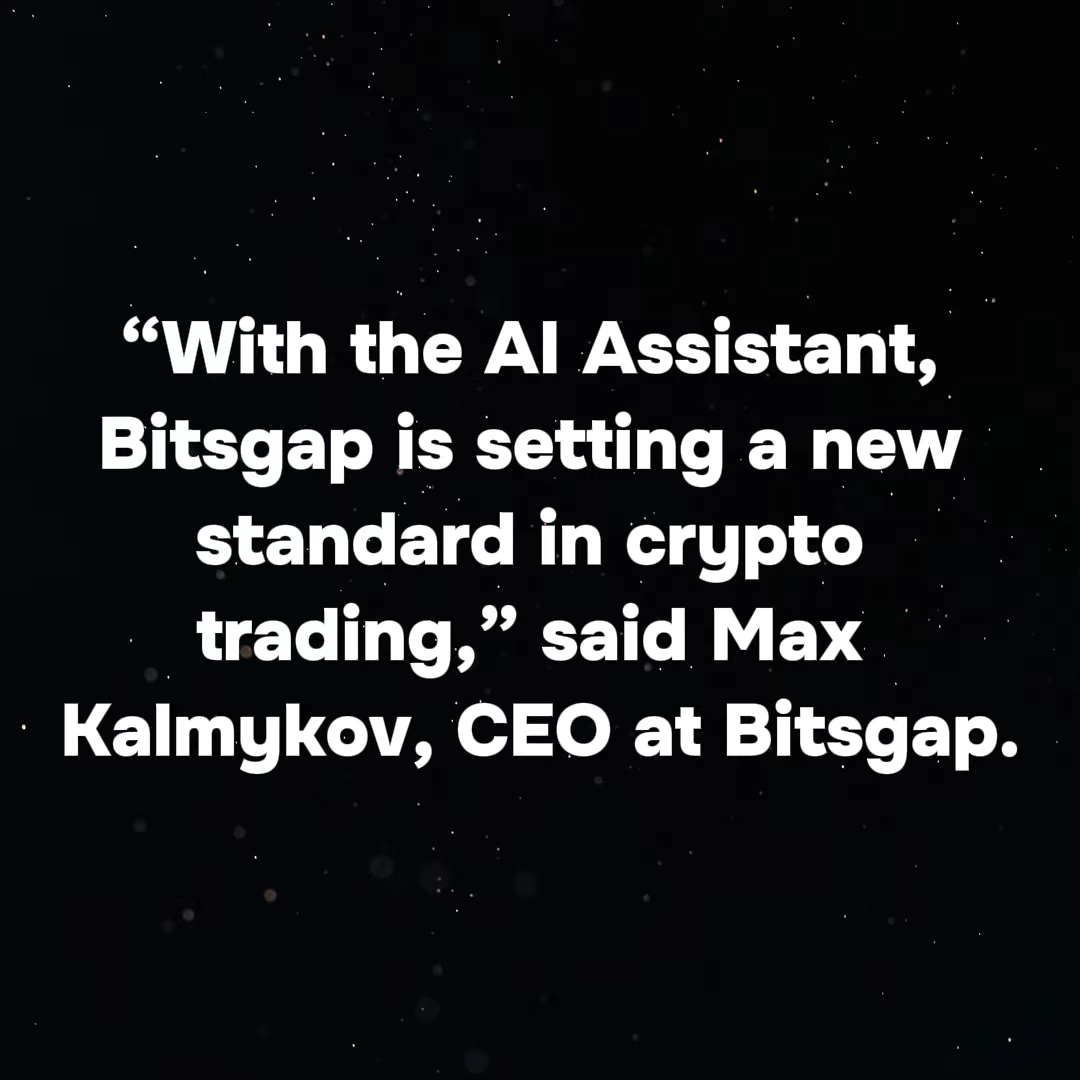 “With the AI Assistant,
Bitsgap is setting a new
standard in crypto
trading,” said Max
Kalmykov, CEO at Bitsgap.